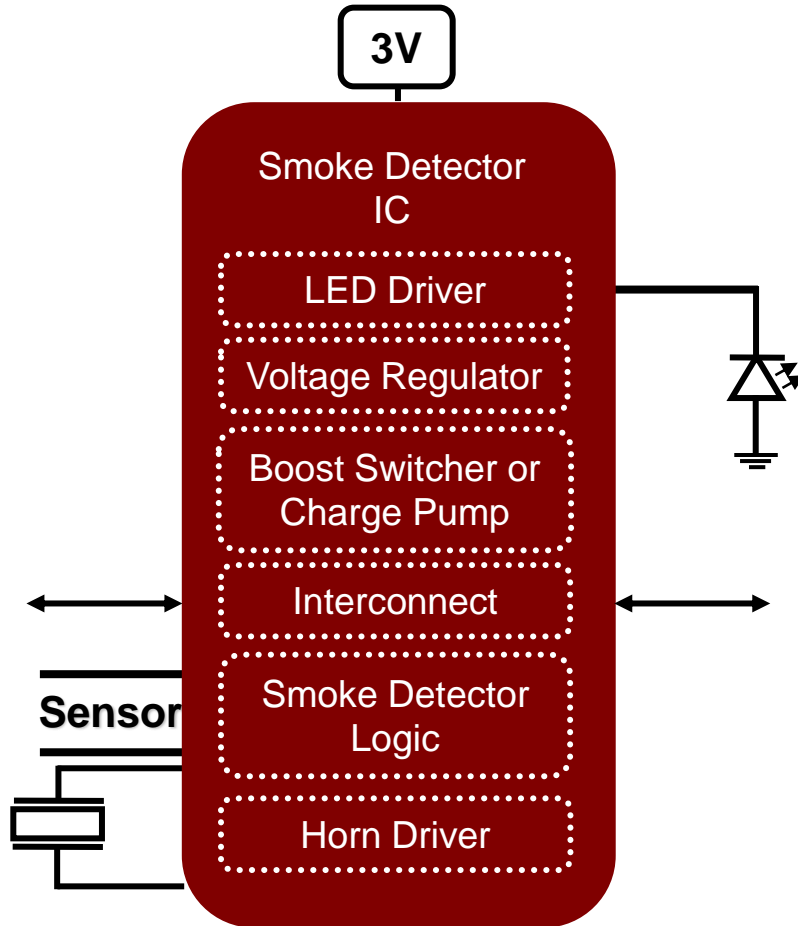 3V
Smoke Detector
IC
LED Driver
Voltage Regulator
Boost Switcher or
Charge Pump
Interconnect
Smoke Detector
Logic
Sensor
Horn Driver